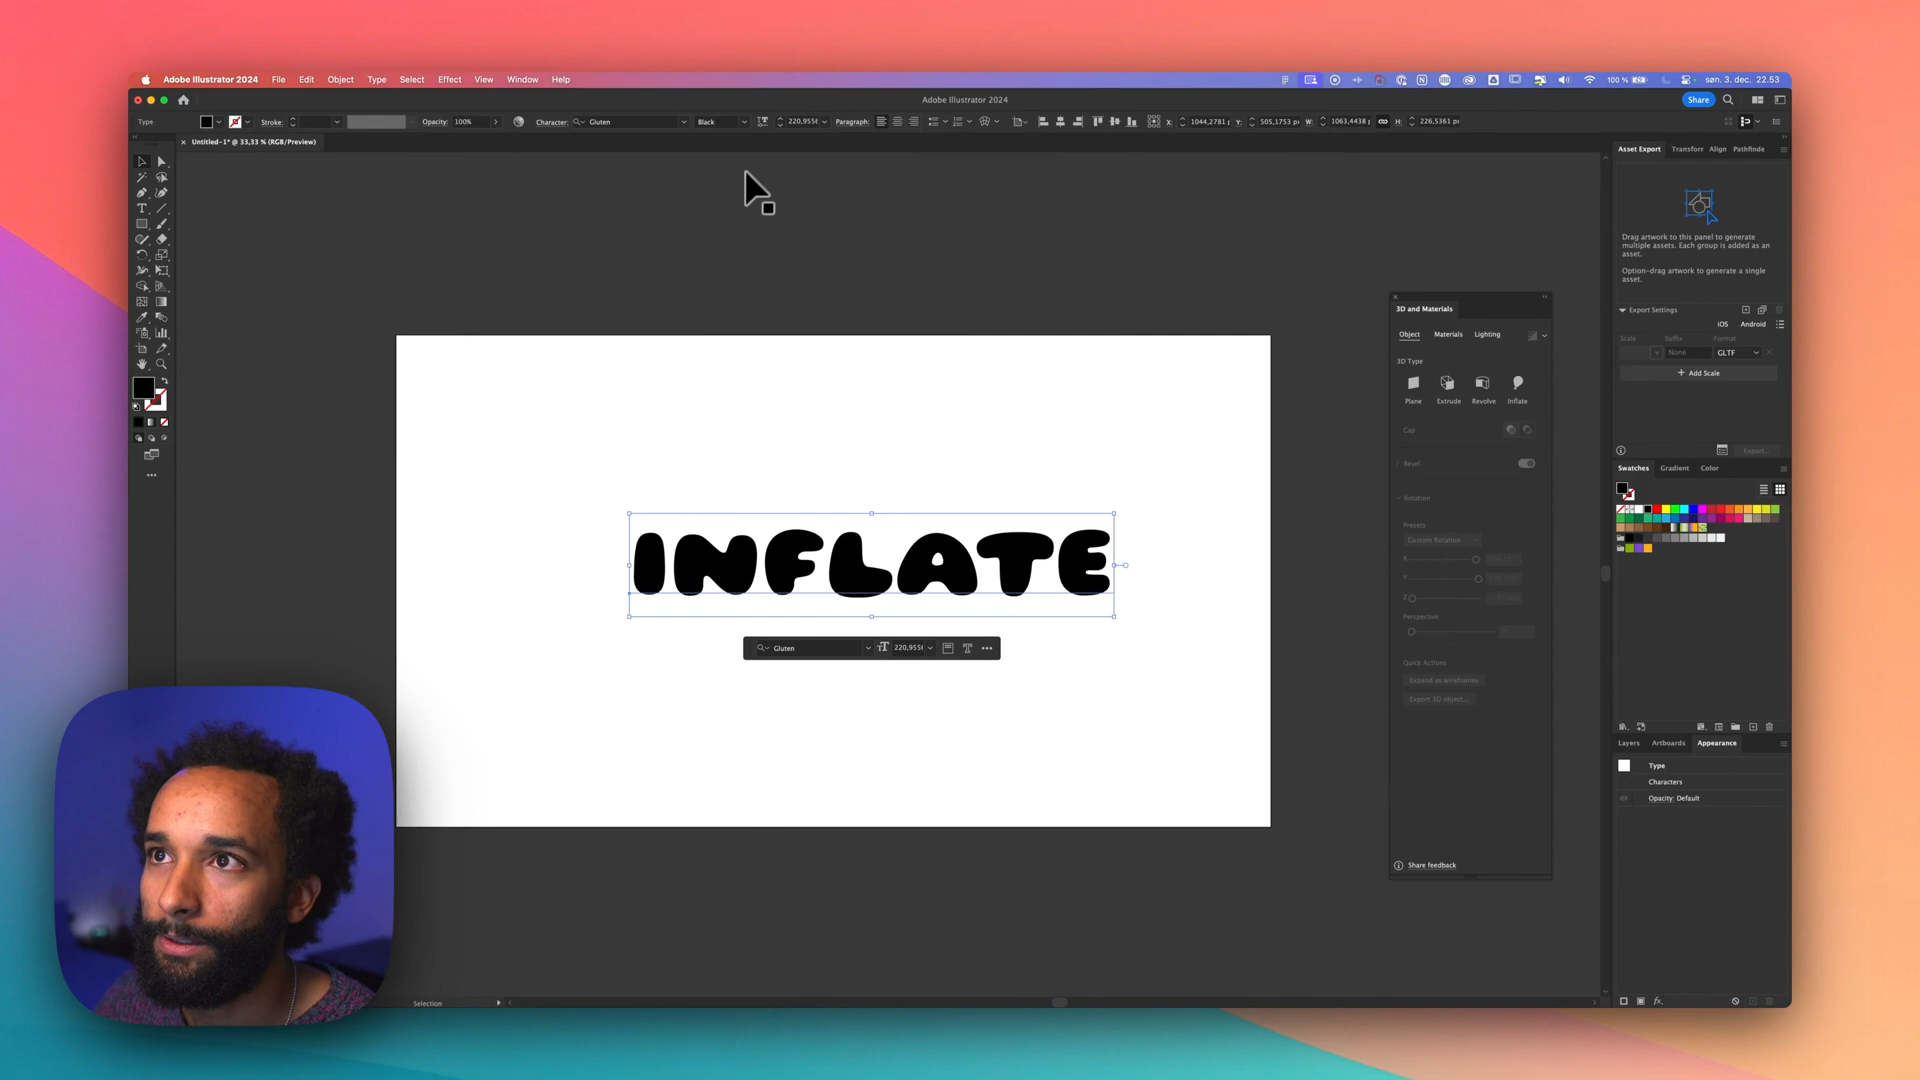 Adobe Illustrator 2024 File Edit Object Type Select Effect View Window Help 100 % søn. 3. dec. 22.53
Adobe Illustrator 2024 Share
Type Stroke: Opacity: 100% Character: Gluten Black 220,955( Paragraph: X: 1044,2781 Y: 505,1753 p W: 1063,4438 H: 226,5361 p
× Untitled-1* @ 33,33 % (RGB/Preview)
Asset Export Transforr Align Pathfinde
Drag artwork to this panel to generate
multiple assets. Each group is added as an
asset.
Option-drag artwork to generate a single
asset.
Export Settings
iOS Android
Scale Suffix Format
None GLTF
+ Add Scale
Export...
3D and Materials
Object Materials Lighting
3D Type
Plane Extrude Revolve Inflate
Cap
Bevel
Rotation
Presets
Custom Rotation
X
Y
Z
Perspective
Quick Actions
Expand as wireframes
Export 3D object...
Share feedback
INFLATE
Gluten 220,955(
Swatches Gradient Color
Layers Artboards Appearance
Type
Characters
Opacity: Default
fx.
Selection